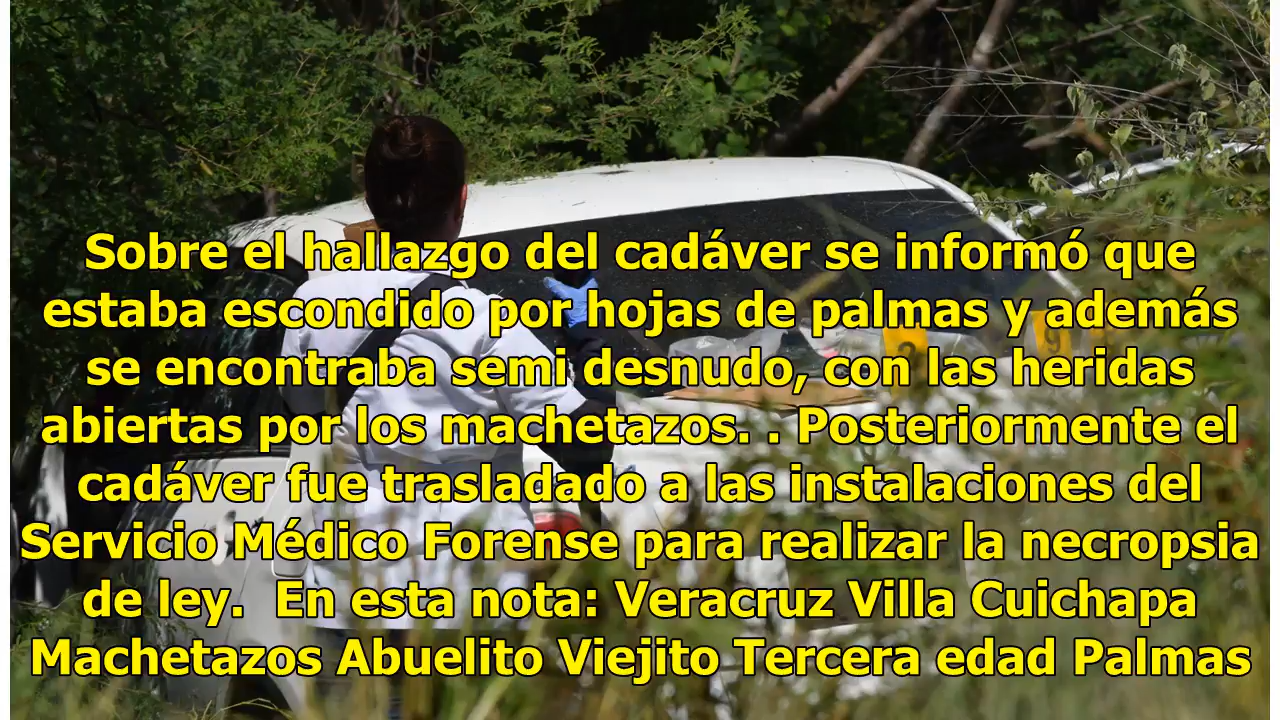 Sobre el hallazgo del cadáver se informó que
estaba escondido por hojas de palmas y además
se encontraba semi desnudo, con las heridas
abiertas por los machetazos. . Posteriormente el
cadáver fue trasladado a las instalaciones del
Servicio Médico Forense para realizar la necropsia
de ley.  En esta nota: Veracruz Villa Cuichapa
Machetazos Abuelito Viejito Tercera edad Palmas